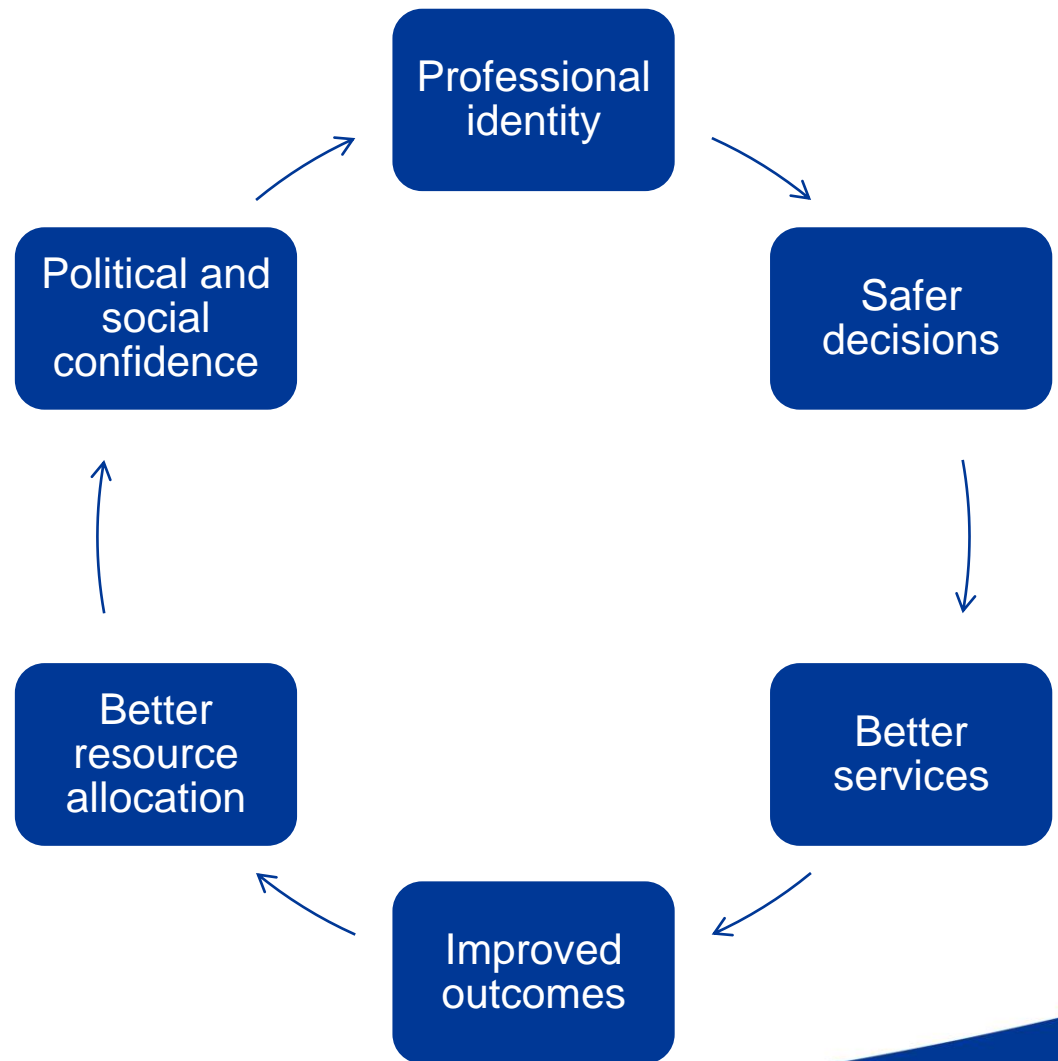 Professional
identity
Safer
decisions
Better
services
Improved
outcomes
Better
resource
allocation
Political and
social
confidence